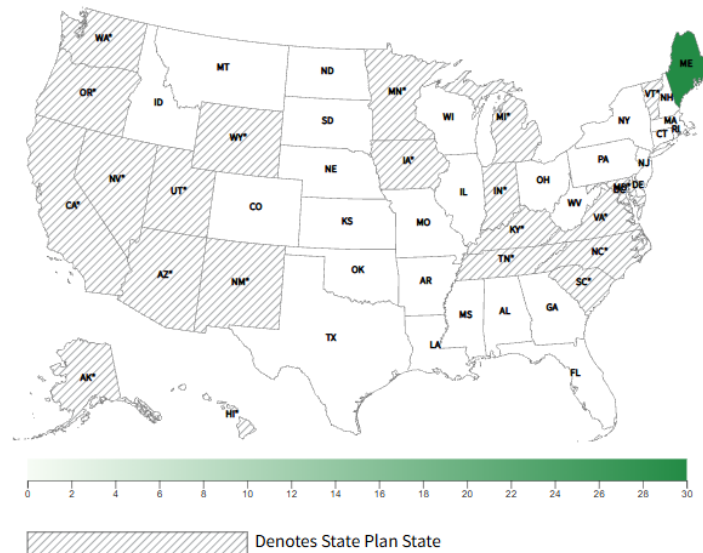 WA*
ME
MT
ND
OR*
MN*
VT*
NH
ID
SD
WI
MI*
NY
MA
WY*
CT
RI
IA*
PA
NE
NJ
NV*
UT*
IL
IN*
OH
DE
CA*
CO
WV
KS
MO
VA*
KY*
NC*
TN*
AZ*
NM*
OK
AR
SC*
MS
AL
GA
TX
LA
FL
AK*
HI*
0 2 4 6 8 10 12 14 16 18 20 22 24 26 28 30
Denotes State Plan State